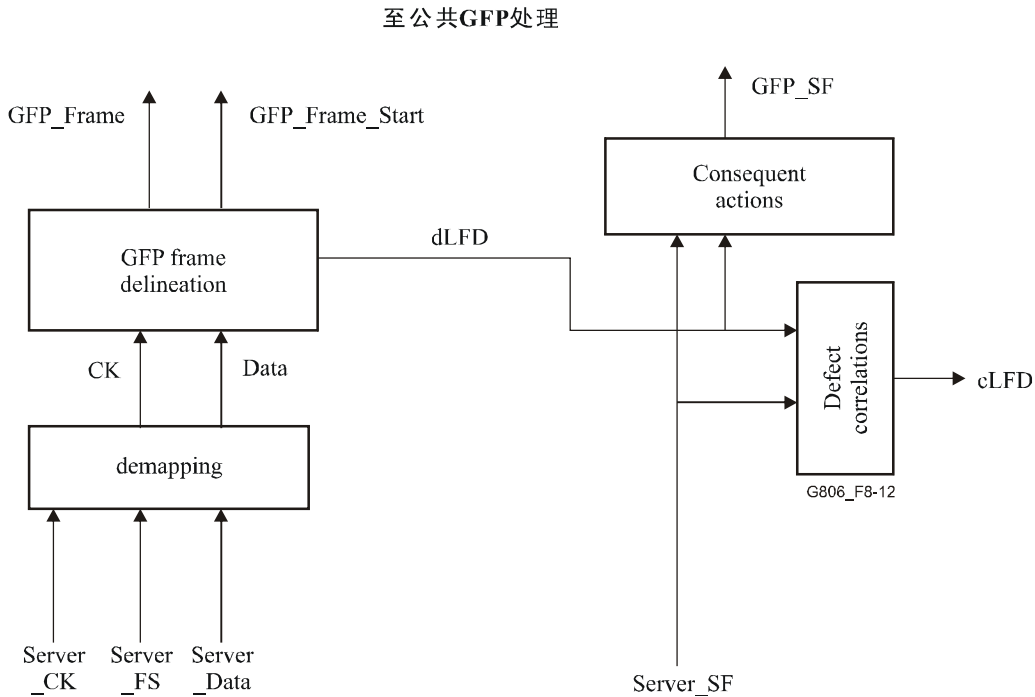 至公共GFP处理
GFP_SF
GFP_Frame
GFP_Frame_Start
Consequent
actions
dLFD
GFP frame
delineation
CK
Data
Defect
correlations
cLFD
demapping
G806_F8-12
Server
_CK
Server
_FS
Server
_Data
Server_SF